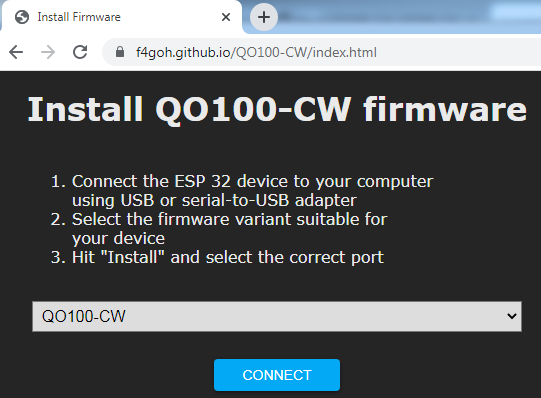 Install Firmware
f4goh.github.io/QO100-CW/index.html
Install QO100-CW firmware
1. Connect the ESP 32 device to your computer
using USB or serial-to-USB adapter
2. Select the firmware variant suitable for
your device
3. Hit "Install" and select the correct port
QO100-CW
CONNECT